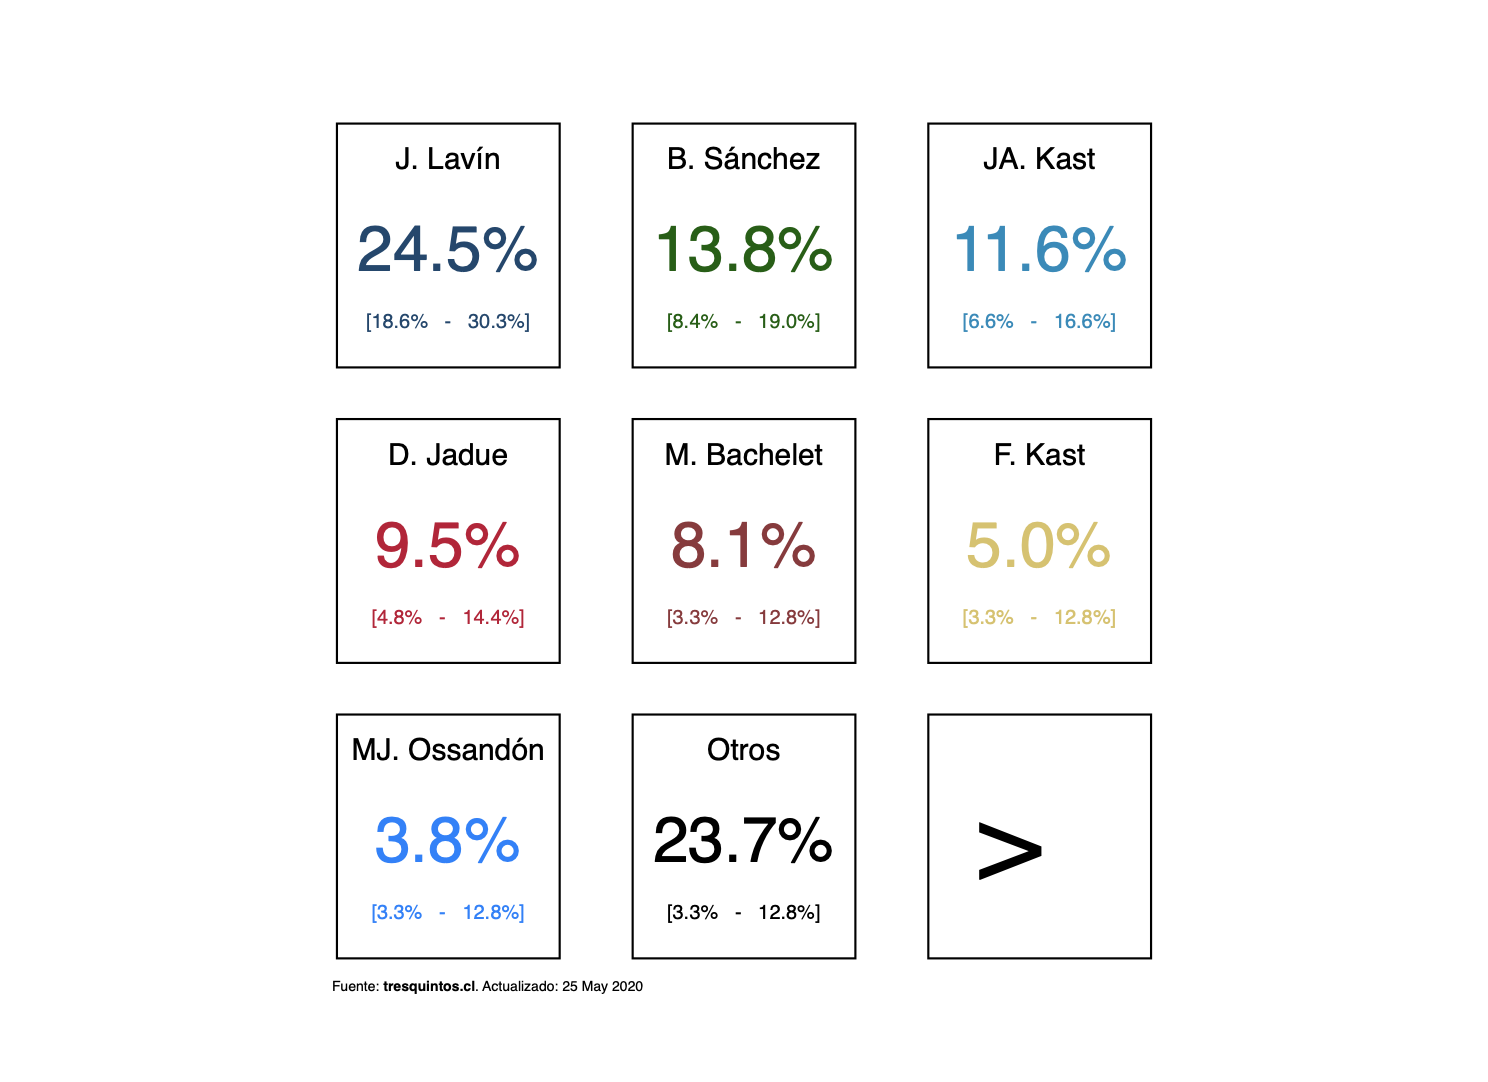 J. Lavín
24.5%
[18.6% - 30.3%]
B. Sánchez
13.8%
[8.4% - 19.0%]
JA. Kast
11.6%
[6.6% - 16.6%]
D. Jadue
9.5%
[4.8% - 14.4%]
M. Bachelet
8.1%
[3.3% - 12.8%]
F. Kast
5.0%
[3.3% - 12.8%]
MJ. Ossandón
3.8%
[3.3% - 12.8%]
Otros
23.7%
[3.3% - 12.8%]
>
Fuente: tresquintos.cl. Actualizado: 25 May 2020